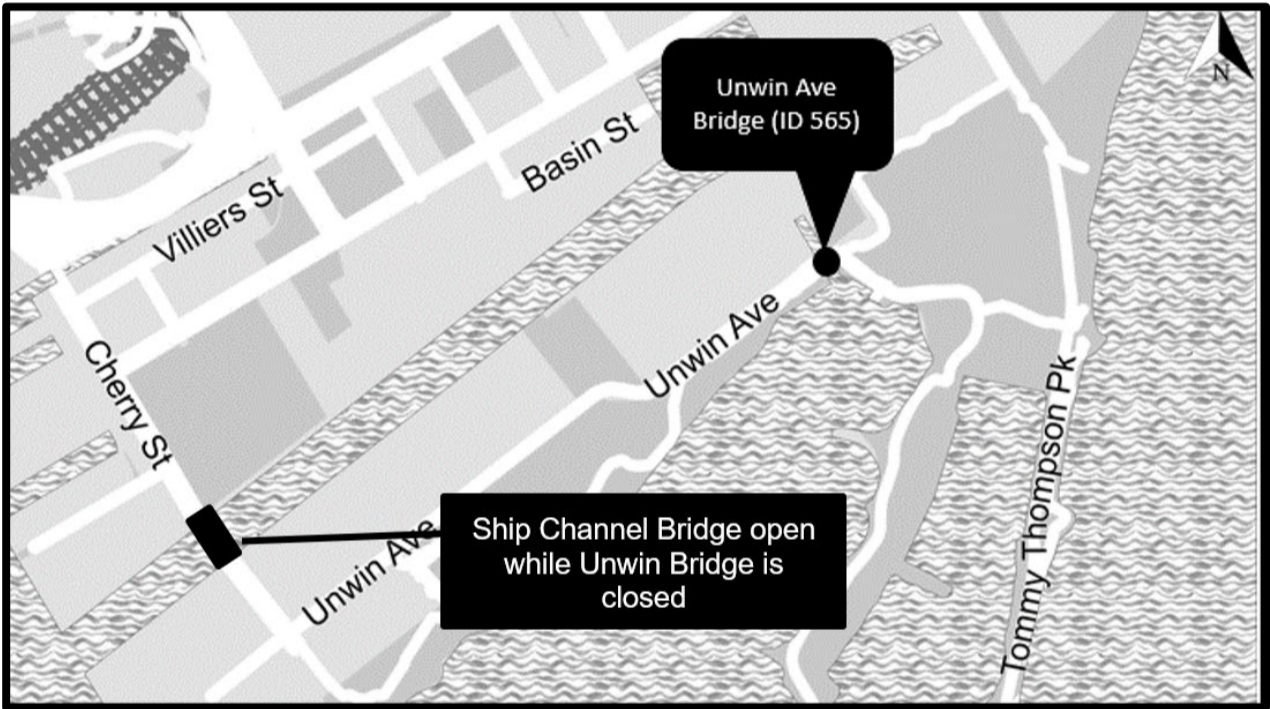 Unwin Ave
Bridge (ID 565)
N
Basin St
Villiers St
Unwin Ave
Cherry St
Tommy Thompson Pk
Ship Channel Bridge open
while Unwin Bridge is
closed
Unwin Ave